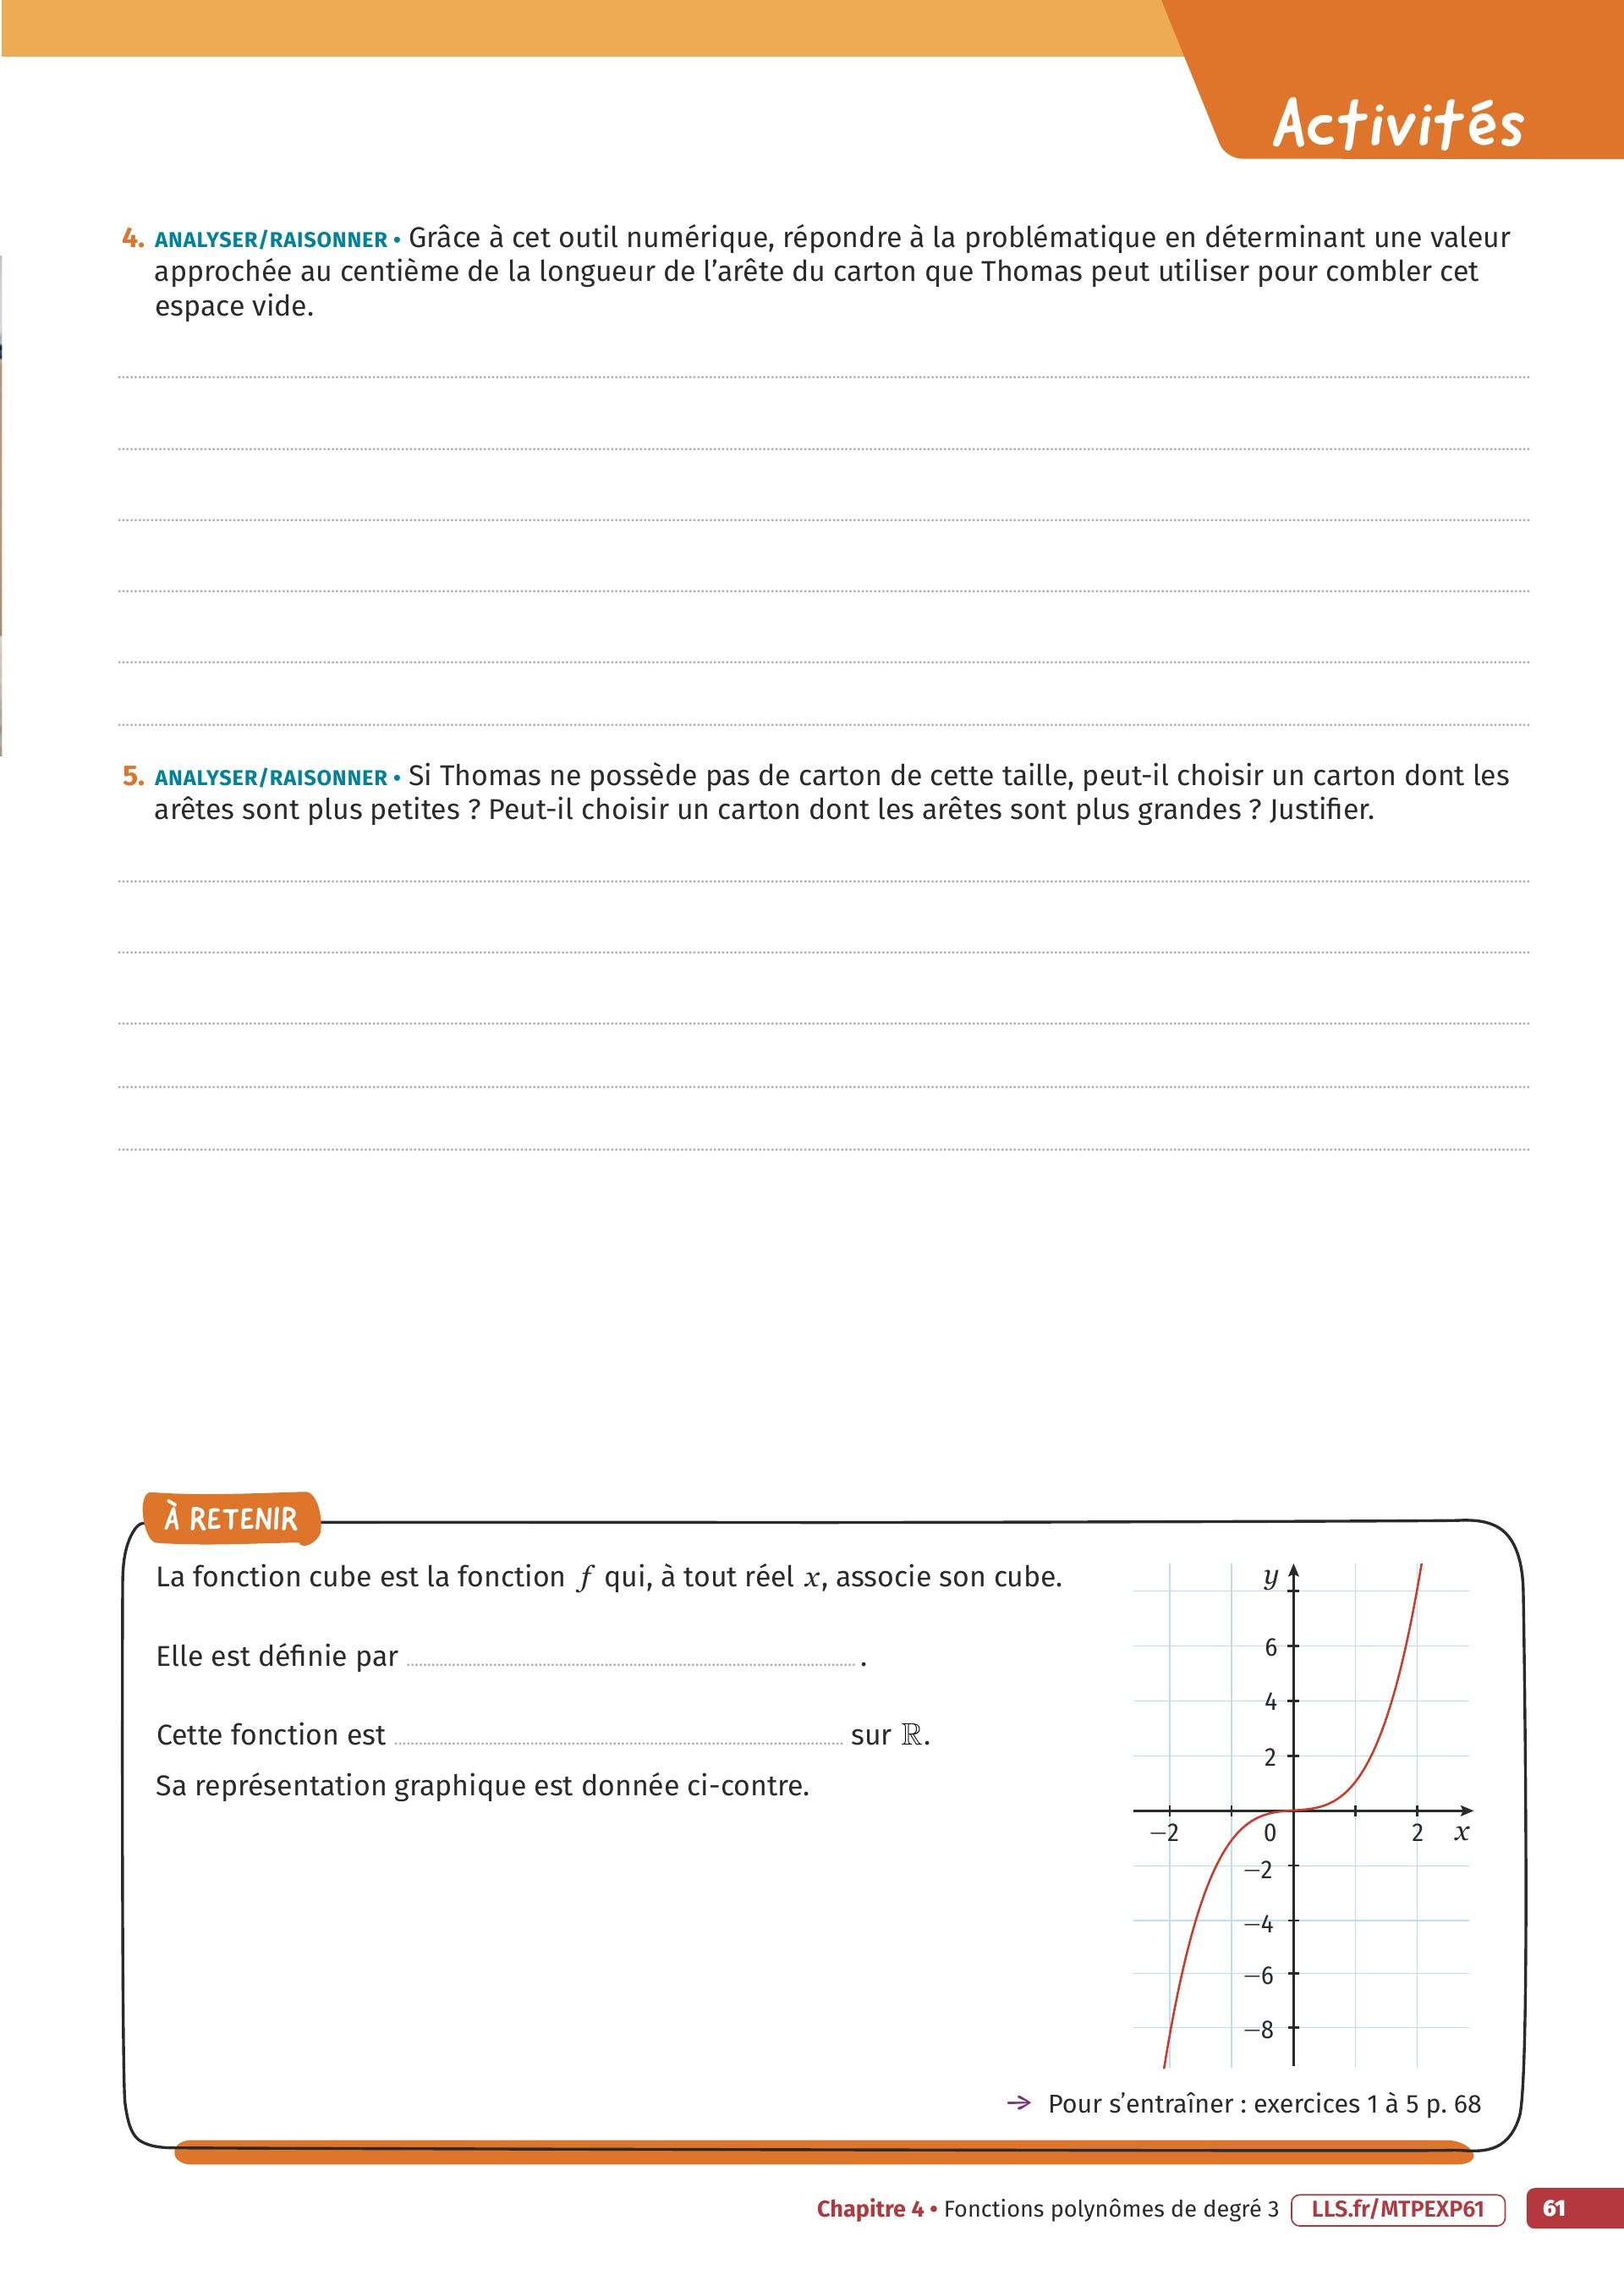 Activités
4. ANALYSER/RAISONNER • Grâce à cet outil numérique, répondre à la problématique en déterminant une valeur
approchée au centième de la longueur de l’arête du carton que Thomas peut utiliser pour combler cet
espace vide.
5. ANALYSER/RAISONNER • Si Thomas ne possède pas de carton de cette taille, peut-il choisir un carton dont les
arêtes sont plus petites ? Peut-il choisir un carton dont les arêtes sont plus grandes ? Justifier.
À RETENIR
La fonction cube est la fonction f qui, à tout réel x, associe son cube.
Elle est définie par .
Cette fonction est sur ℝ.
Sa représentation graphique est donnée ci-contre.
y
6
4
2
−2 0 2 x
−2
−4
−6
−8
→ Pour s’entraîner : exercices 1 à 5 p. 68
Chapitre 4 • Fonctions polynômes de degré 3 LLS.fr/MTPEXP61 61